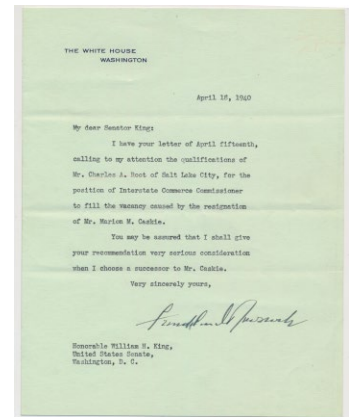 THE WHITE HOUSE
WASHINGTON
April 18, 1940
My dear Senator King:
I have your letter of April fifteenth,
calling to my attention the qualifications of
Mr. Charles A. Root of Salt Lake City, for the
position of Interstate Commerce Commissioner
to fill the vacancy caused by the resignation
of Mr. Marion M. Caskie.
You may be assured that I shall give
your recommendation very serious consideration
when I choose a successor to Mr. Caskie.
Very sincerely yours,
Honorable William H. King,
United States Senate,
Washington, D. C.